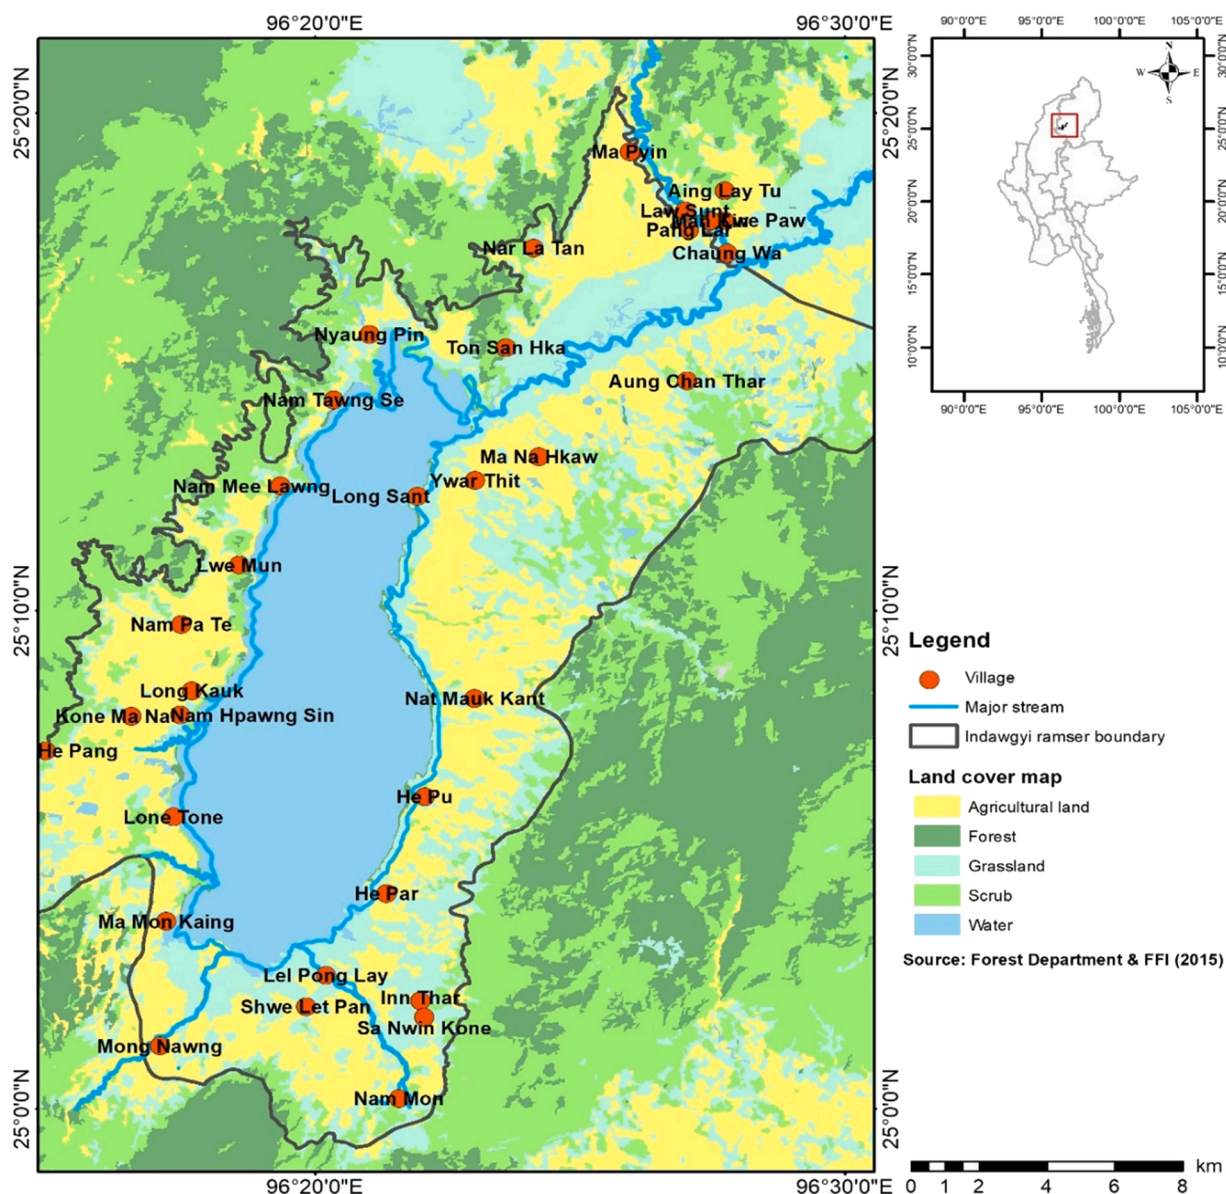 96°20'0"E
96°30'0"E
25°20'0"N
25°20'0"N
Ma Pyin
Aing Lay Tu
Law Sunt
Kwe Paw
Pang Lai
Nar La Tan
Chaung Wa
Nyaung Pin
Ton San Hka
Aung Chan Thar
Nam Tawng Se
Ma Na Hkaw
Ywar Thit
Nam Mee Lawng
Long Sant
Lwe Mun
25°10'0"N
25°10'0"N
Nam Pa Te
Long Kauk
Nat Mauk Kant
Kone Ma Na
Nam Hpawng Sin
He Pang
He Pu
Lone Tone
He Par
Ma Mon Kaing
Lel Pong Lay
Inn Thar
Shwe Let Pan
Sa Nwin Kone
Mong Nawng
Nam Mon
25°0'0"N
25°0'0"N
96°20'0"E
96°30'0"E
90°0'0"E 95°0'0"E 100°0'0"E 105°0'0"E
30°0'0"N
25°0'0"N
20°0'0"N
15°0'0"N
10°0'0"N
30°0'0"N
25°0'0"N
20°0'0"N
15°0'0"N
10°0'0"N
N
W E
S
90°0'0"E 95°0'0"E 100°0'0"E 105°0'0"E
Legend
Village
Major stream
Indawgyi ramser boundary
Land cover map
Agricultural land
Forest
Grassland
Scrub
Water
Source: Forest Department & FFI (2015)
km
0 1 2 4 6 8